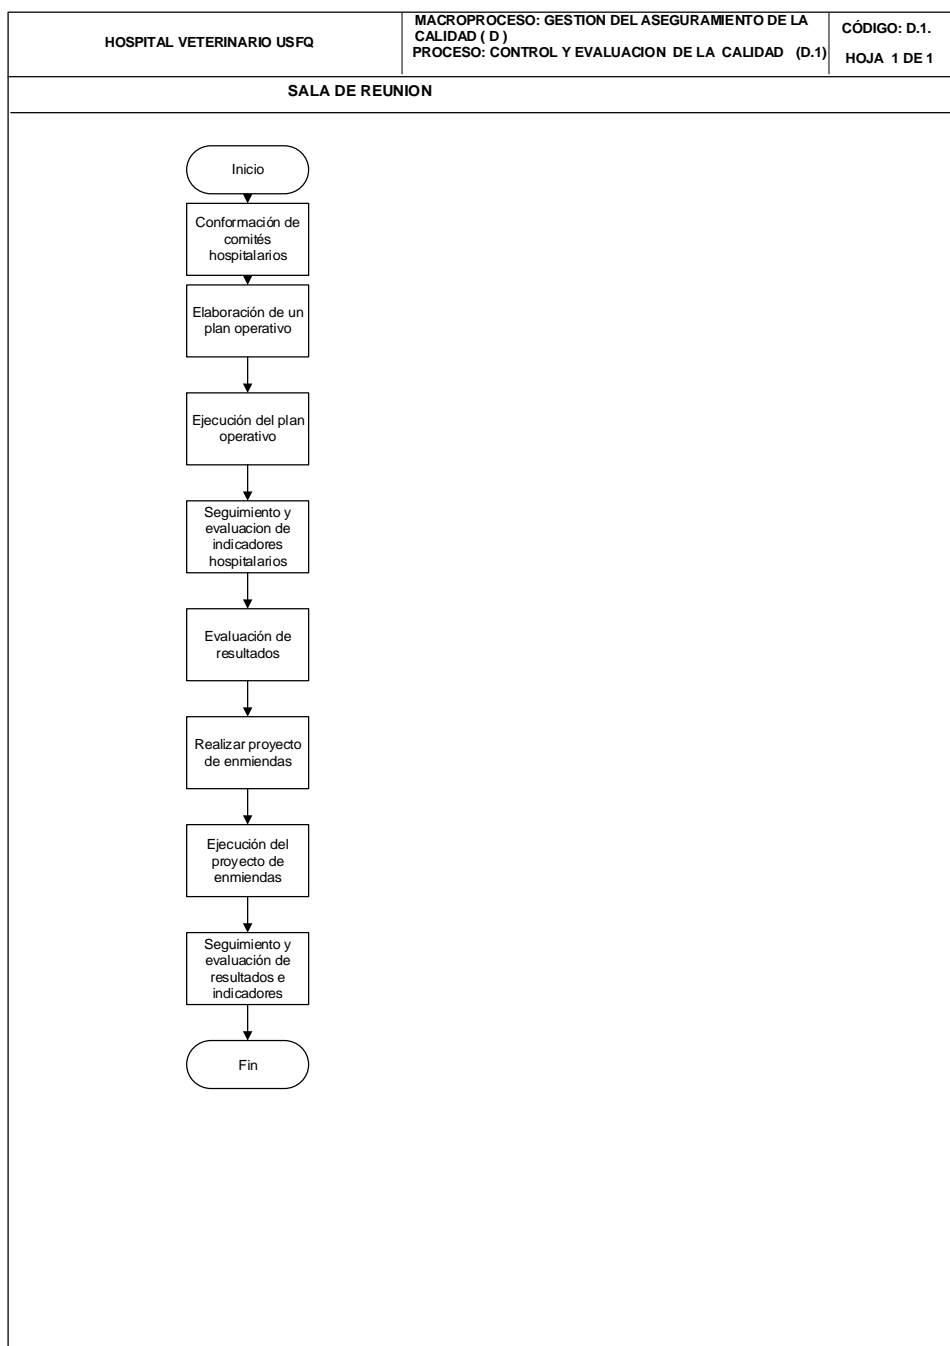 HOSPITAL VETERINARIO USFQ
MACROPROCESO: GESTION DEL ASEGURAMIENTO DE LA
CALIDAD ( D )
PROCESO: CONTROL Y EVALUACION DE LA CALIDAD (D.1)
CÓDIGO: D.1.
HOJA 1 DE 1
SALA DE REUNION
Inicio
Conformación de
comités
hospitalarios
Elaboración de un
plan operativo
Ejecución del plan
operativo
Seguimiento y
evaluacion de
indicadores
hospitalarios
Evaluación de
resultados
Realizar proyecto
de enmiendas
Ejecución del
proyecto de
enmiendas
Seguimiento y
evaluación de
resultados e
indicadores
Fin